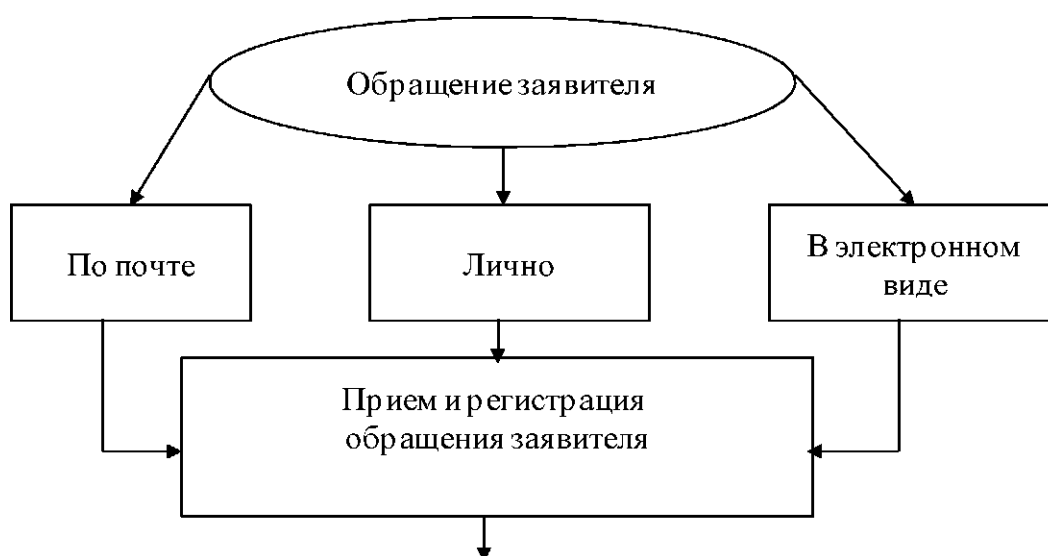 Обращение заявителя
По почте
Лично
В электронном
виде
Прием и регистрация
обращения заявителя